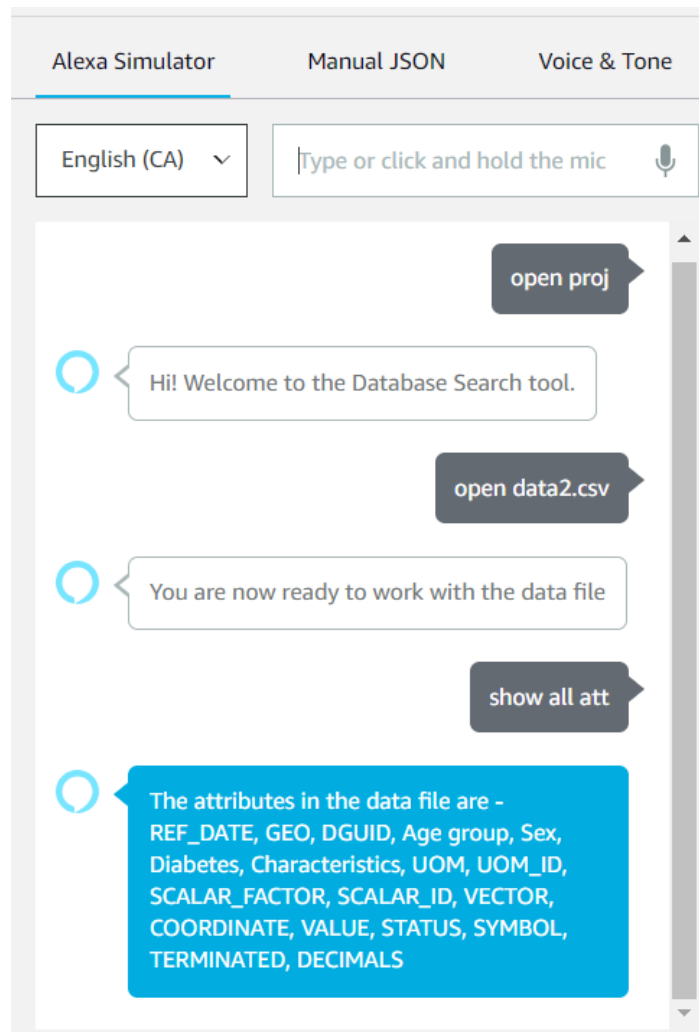 Alexa Simulator Manual JSON Voice & Tone
English (CA) Type or click and hold the mic
open proj
Hi! Welcome to the Database Search tool.
open data2.csv
You are now ready to work with the data file
show all att
The attributes in the data file are -
REF_DATE, GEO, DGUID, Age group, Sex,
Diabetes, Characteristics, UOM, UOM_ID,
SCALAR_FACTOR, SCALAR_ID, VECTOR,
COORDINATE, VALUE, STATUS, SYMBOL,
TERMINATED, DECIMALS